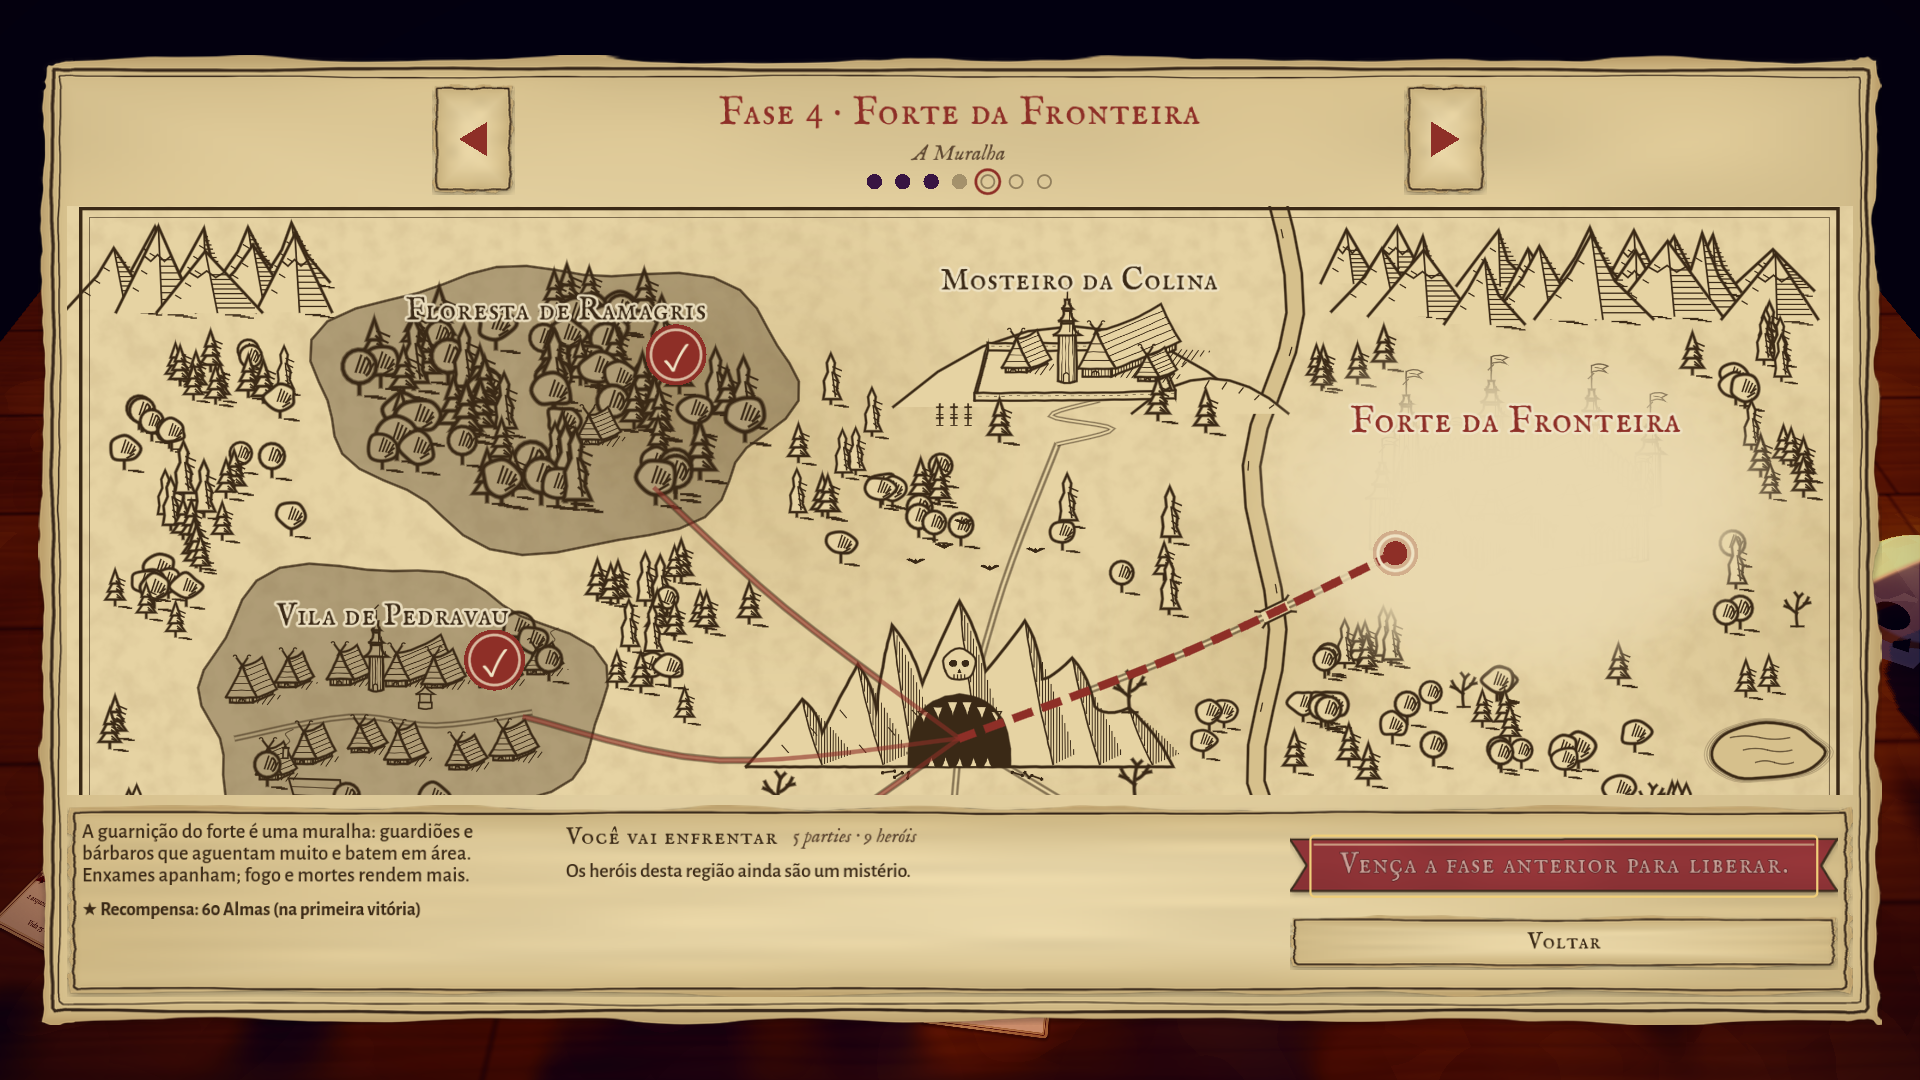 Fase 4 · Forte da Fronteira
A Muralha
Floresta de Ramagris
Mosteiro da Colina
Forte da Fronteira
Vila de Pedravau
A guarnição do forte é uma muralha: guardiões e
bárbaros que aguentam muito e batem em área.
Enxames apanham; fogo e mortes rendem mais.
★ Recompensa: 60 Almas (na primeira vitória)
Você vai enfrentar 5 parties · 9 heróis
Os heróis desta região ainda são um mistério.
Vença a fase anterior para liberar.
Voltar